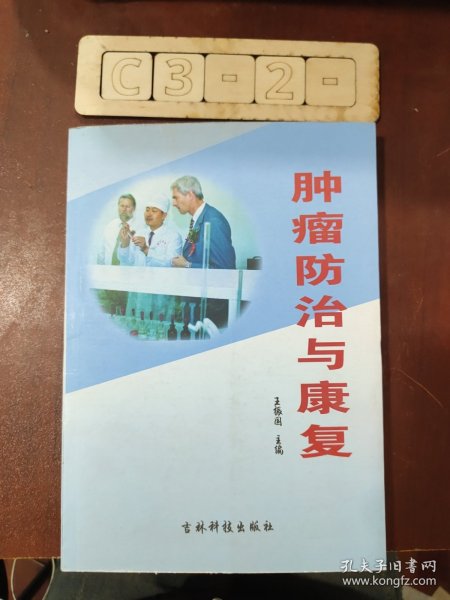 C3-2-
肿瘤防治与康复
王振国 主编
吉林科技出版社
孔夫子旧书网
www.kongfz.com